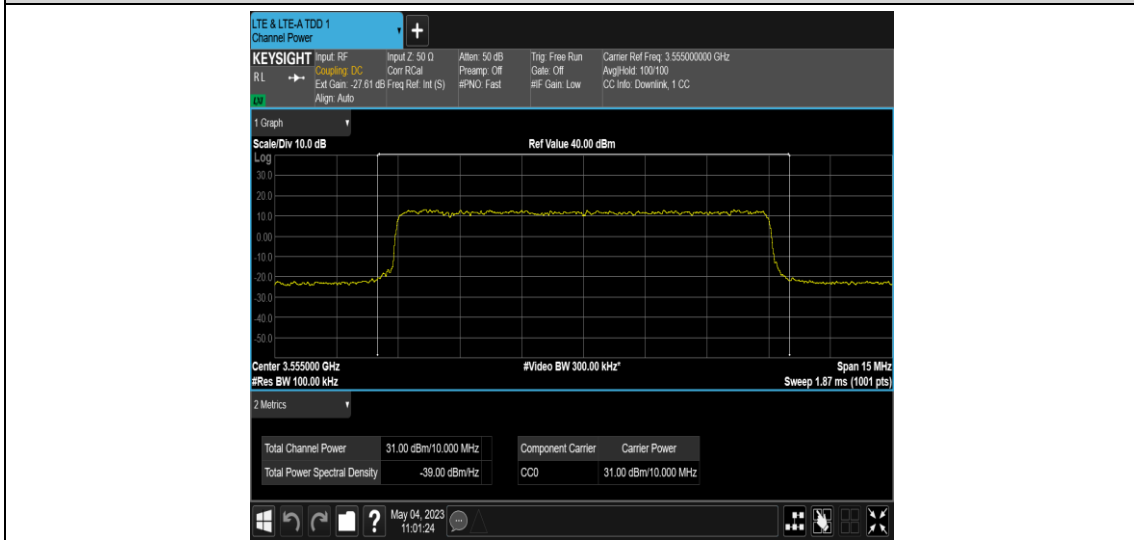 LTE & LTE-A TDD 1
Channel Power
KEYSIGHT
R L
LXI
Input: RF
Coupling: DC
Ext Gain: -27.61 dB
Align: Auto
Input Z: 50 Ω
Corr RCal
Freq Ref: Int (S)
Atten: 50 dB
Preamp: Off
#PNO: Fast
Trig: Free Run
Gate: Off
#IF Gain: Low
Carrier Ref Freq: 3.555000000 GHz
Avg|Hold: 100/100
CC Info: Downlink, 1 CC
1 Graph
Scale/Div 10.0 dB
Ref Value 40.00 dBm
Log
30.0
20.0
10.0
0.00
-10.0
-20.0
-30.0
-40.0
-50.0
Center 3.555000 GHz
#Video BW 300.00 kHz*
Span 15 MHz
#Res BW 100.00 kHz
Sweep 1.87 ms (1001 pts)
2 Metrics
Total Channel Power 31.00 dBm/10.000 MHz
Total Power Spectral Density -39.00 dBm/Hz
Component Carrier Carrier Power
CC0 31.00 dBm/10.000 MHz
?
May 04, 2023
11:01:24